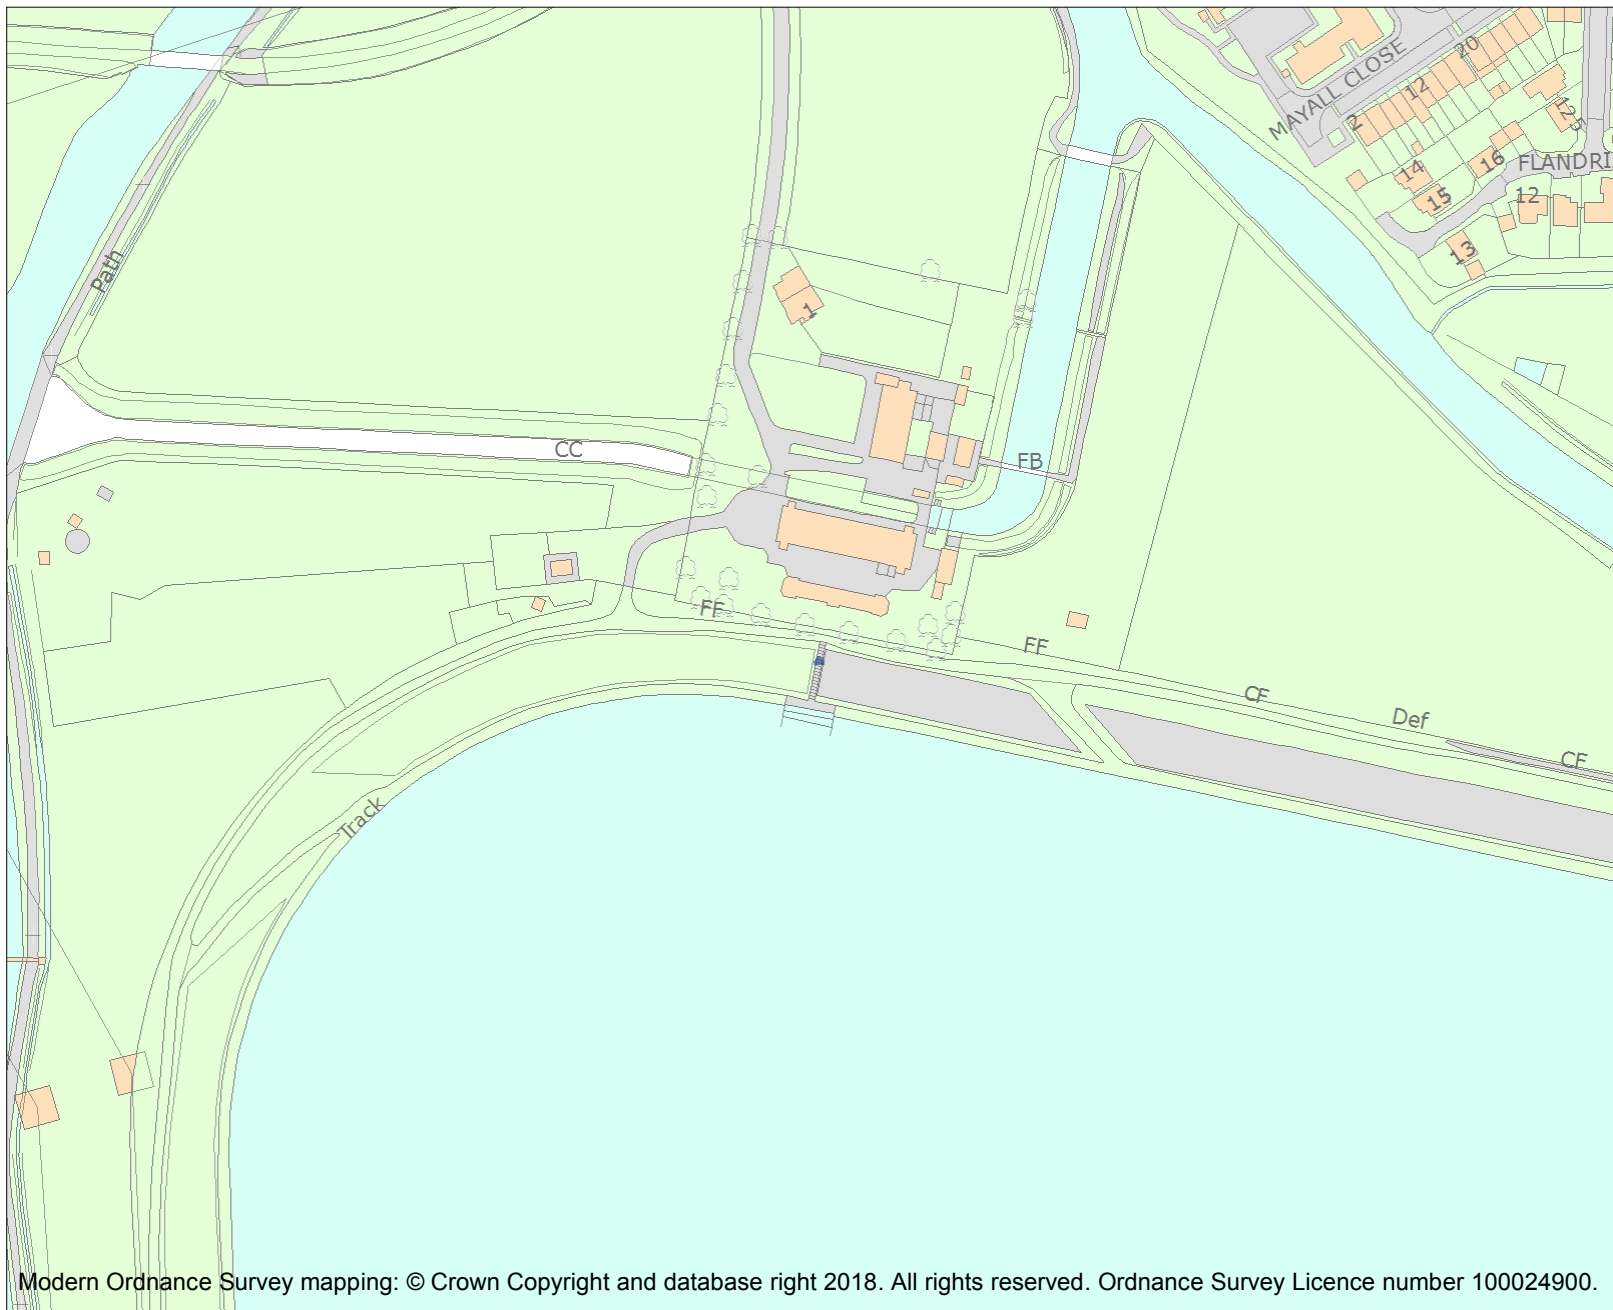 20
MAYALL CLOSE
12
2
125
FLANDRI
16
14
15
12
13
Path
1
CC
FB
FF
FF
CF
Def
CF
Track
Modern Ordnance Survey mapping: © Crown Copyright and database right 2018. All rights reserved. Ordnance Survey Licence number 100024900.